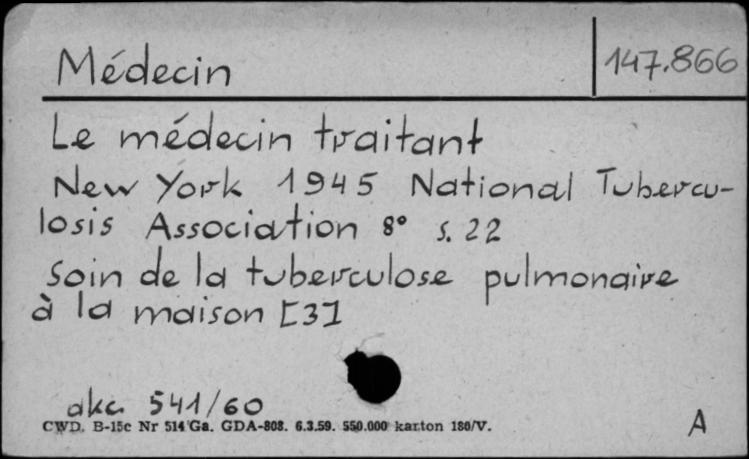 Médecin
147.866
Le médecin traitant
New York 1945 National Tubercu-
losis Association 8° s. 22
Soin de la tuberculose pulmonaire
à la maison [3]
akc. 541/60
CWD. B-15c Nr 514 Ga. GDA-808. 6.3.59. 550.000 karton 180/V.
A